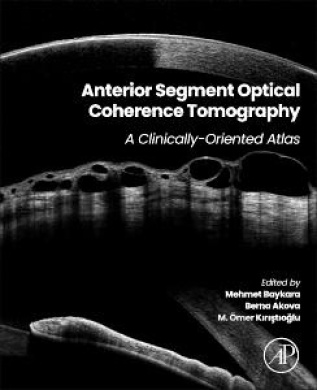 Anterior Segment Optical
Coherence Tomography
A Clinically-Oriented Atlas
Edited by
Mehmet Baykara
Berna Akova
M. Ömer Kırıştıoğlu
AP